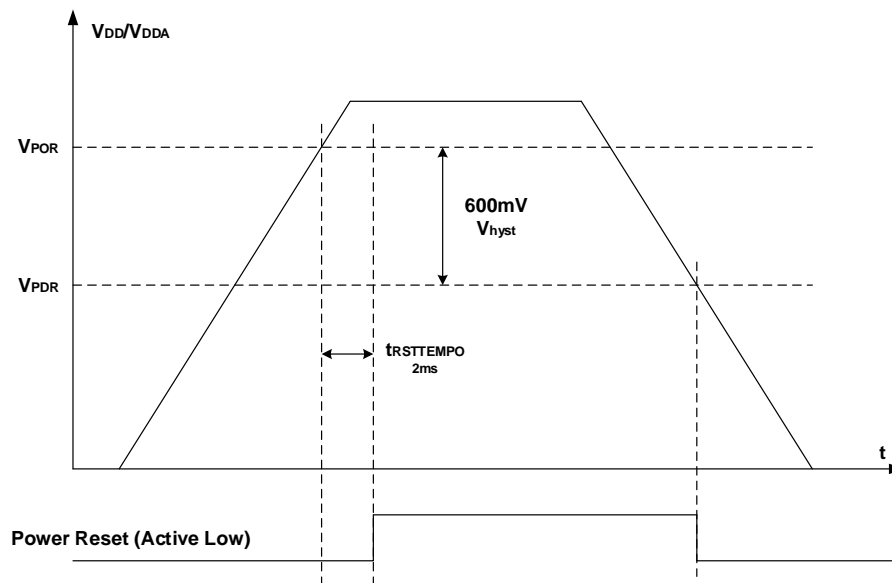 VDD/VDDA
VPOR
600mV
Vhyst
VPDR
tRSTTEMPO
2ms
t
Power Reset (Active Low)